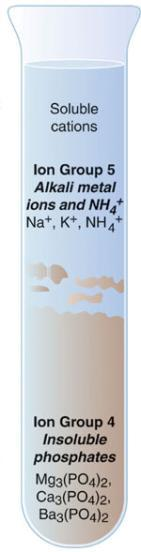 Soluble
cations
Ion Group 5
Alkali metal
ions and NH₄⁺
Na⁺, K⁺, NH₄⁺
Ion Group 4
Insoluble
phosphates
Mg3(PO4)2,
Ca3(PO4)2,
Ba3(PO4)2